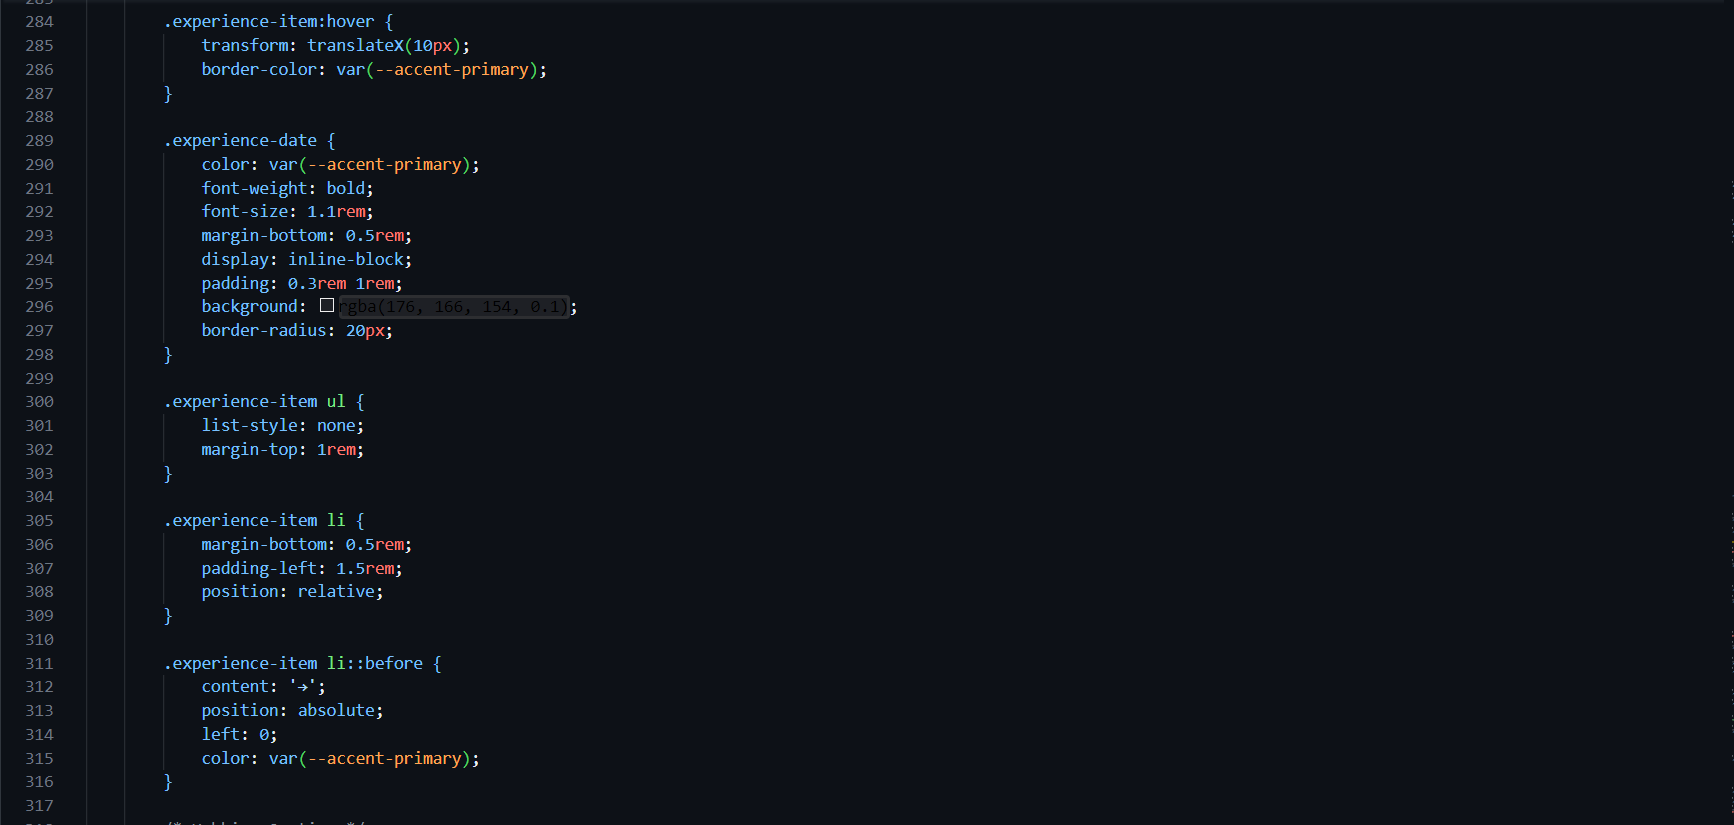 284 .experience-item:hover {
285 transform: translateX(10px);
286 border-color: var(--accent-primary);
287 }
288
289 .experience-date {
290 color: var(--accent-primary);
291 font-weight: bold;
292 font-size: 1.1rem;
293 margin-bottom: 0.5rem;
294 display: inline-block;
295 padding: 0.3rem 1rem;
296 background: rgba(176, 166, 154, 0.1);
297 border-radius: 20px;
298 }
299
300 .experience-item ul {
301 list-style: none;
302 margin-top: 1rem;
303 }
304
305 .experience-item li {
306 margin-bottom: 0.5rem;
307 padding-left: 1.5rem;
308 position: relative;
309 }
310
311 .experience-item li::before {
312 content: '→';
313 position: absolute;
314 left: 0;
315 color: var(--accent-primary);
316 }
317